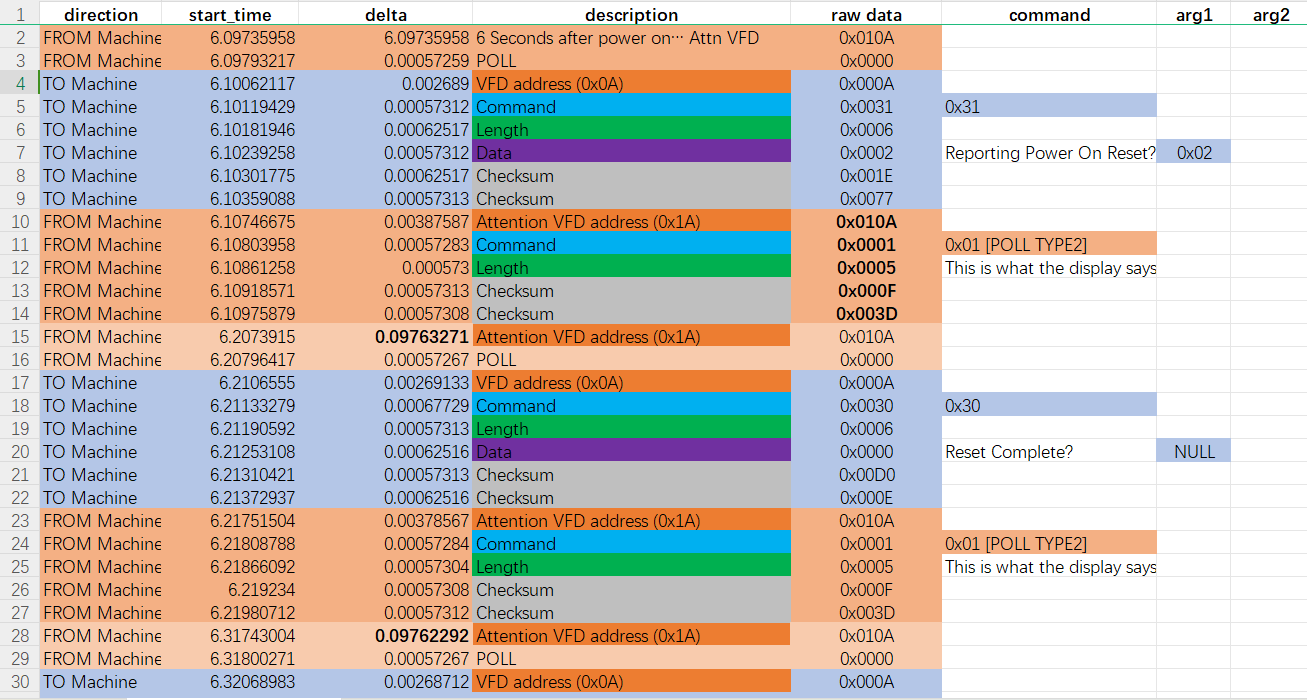 1 direction start_time delta description raw data command arg1 arg2
2 FROM Machine 6.09735958 6.09735958 6 Seconds after power on… Attn VFD 0x010A
3 FROM Machine 6.09793217 0.00057259 POLL 0x0000
4 TO Machine 6.10062117 0.002689 VFD address (0x0A) 0x000A
5 TO Machine 6.10119429 0.00057312 Command 0x0031 0x31
6 TO Machine 6.10181946 0.00062517 Length 0x0006
7 TO Machine 6.10239258 0.00057312 Data 0x0002 Reporting Power On Reset? 0x02
8 TO Machine 6.10301775 0.00062517 Checksum 0x001E
9 TO Machine 6.10359088 0.00057313 Checksum 0x0077
10 FROM Machine 6.10746675 0.00387587 Attention VFD address (0x1A) 0x010A
11 FROM Machine 6.10803958 0.00057283 Command 0x0001 0x01 [POLL TYPE2]
12 FROM Machine 6.10861258 0.000573 Length 0x0005 This is what the display says
13 FROM Machine 6.10918571 0.00057313 Checksum 0x000F
14 FROM Machine 6.10975879 0.00057308 Checksum 0x003D
15 FROM Machine 6.2073915 0.09763271 Attention VFD address (0x1A) 0x010A
16 FROM Machine 6.20796417 0.00057267 POLL 0x0000
17 TO Machine 6.2106555 0.00269133 VFD address (0x0A) 0x000A
18 TO Machine 6.21133279 0.00067729 Command 0x0030 0x30
19 TO Machine 6.21190592 0.00057313 Length 0x0006
20 TO Machine 6.21253108 0.00062516 Data 0x0000 Reset Complete? NULL
21 TO Machine 6.21310421 0.00057313 Checksum 0x00D0
22 TO Machine 6.21372937 0.00062516 Checksum 0x000E
23 FROM Machine 6.21751504 0.00378567 Attention VFD address (0x1A) 0x010A
24 FROM Machine 6.21808788 0.00057284 Command 0x0001 0x01 [POLL TYPE2]
25 FROM Machine 6.21866092 0.00057304 Length 0x0005 This is what the display says
26 FROM Machine 6.219234 0.00057308 Checksum 0x000F
27 FROM Machine 6.21980712 0.00057312 Checksum 0x003D
28 FROM Machine 6.31743004 0.09762292 Attention VFD address (0x1A) 0x010A
29 FROM Machine 6.31800271 0.00057267 POLL 0x0000
30 TO Machine 6.32068983 0.00268712 VFD address (0x0A) 0x000A